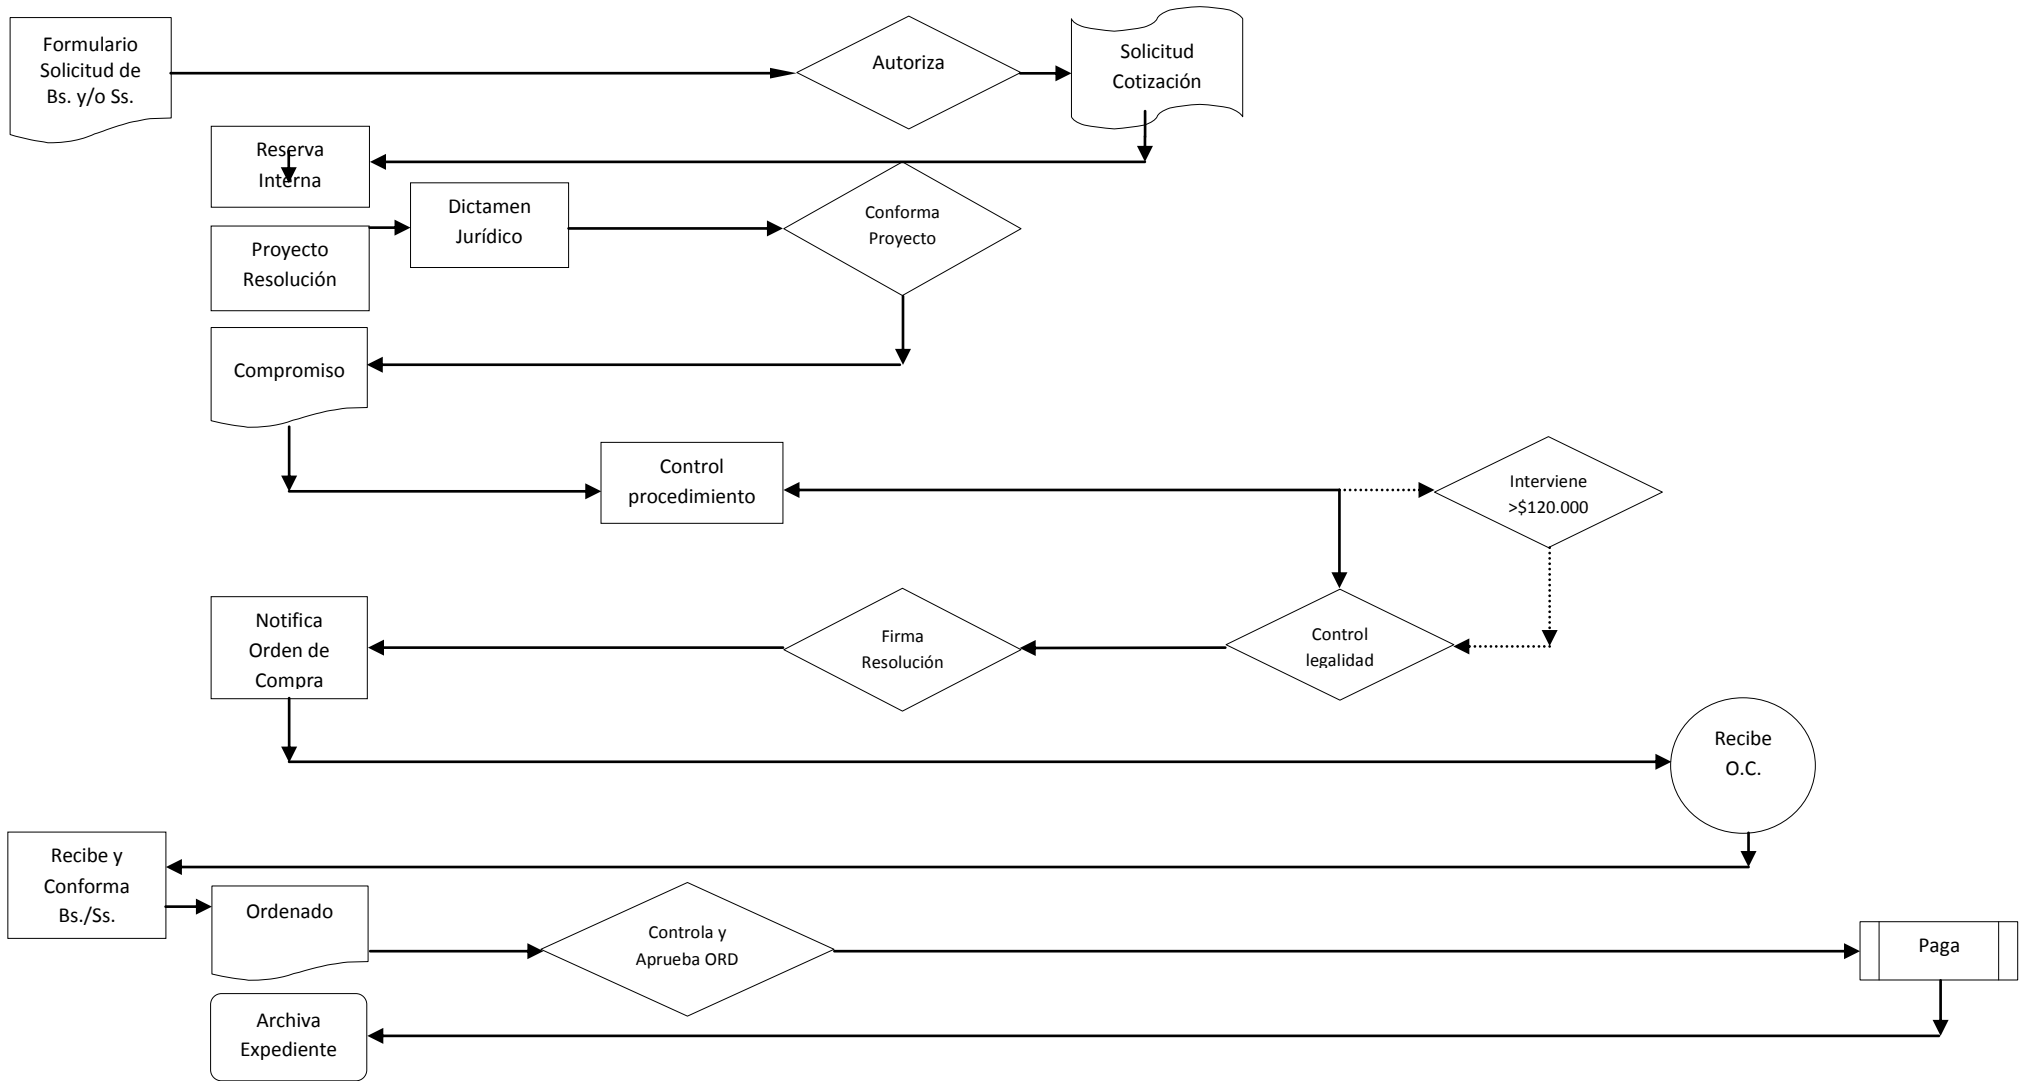 Formulario
Solicitud de
Bs. y/o Ss.
Autoriza
Solicitud
Cotización
Reserva
Interna
Dictamen
Jurídico
Conforma
Proyecto
Proyecto
Resolución
Compromiso
Control
procedimiento
Interviene
>$120.000
Notifica
Orden de
Compra
Firma
Resolución
Control
legalidad
Recibe
O.C.
Recibe y
Conforma
Bs./Ss.
Ordenado
Controla y
Aprueba ORD
Paga
Archiva
Expediente